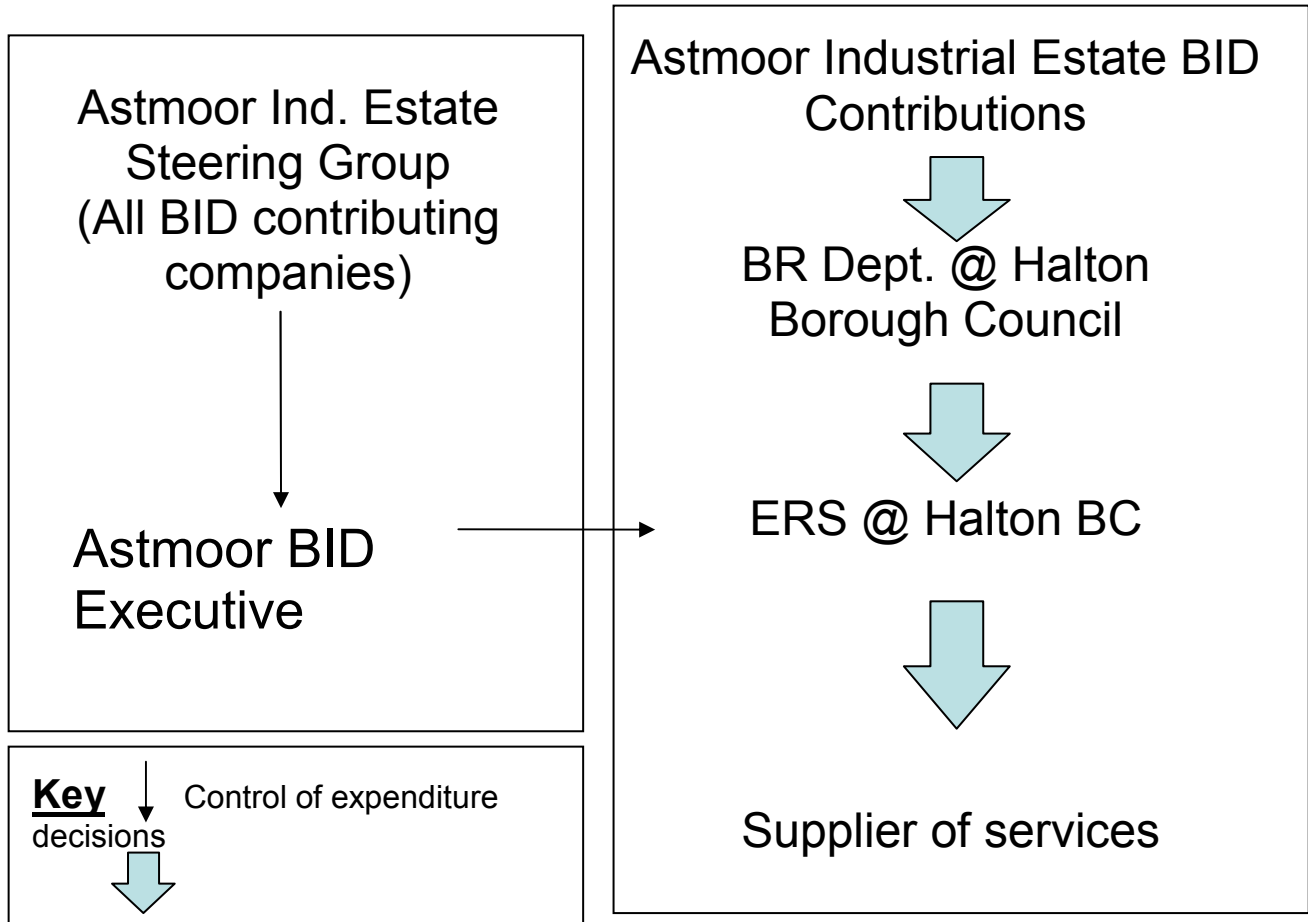 Astmoor Ind. Estate
Steering Group
(All BID contributing
companies)
Astmoor BID
Executive
Key Control of expenditure
decisions
Astmoor Industrial Estate BID
Contributions
BR Dept. @ Halton
Borough Council
ERS @ Halton BC
Supplier of services